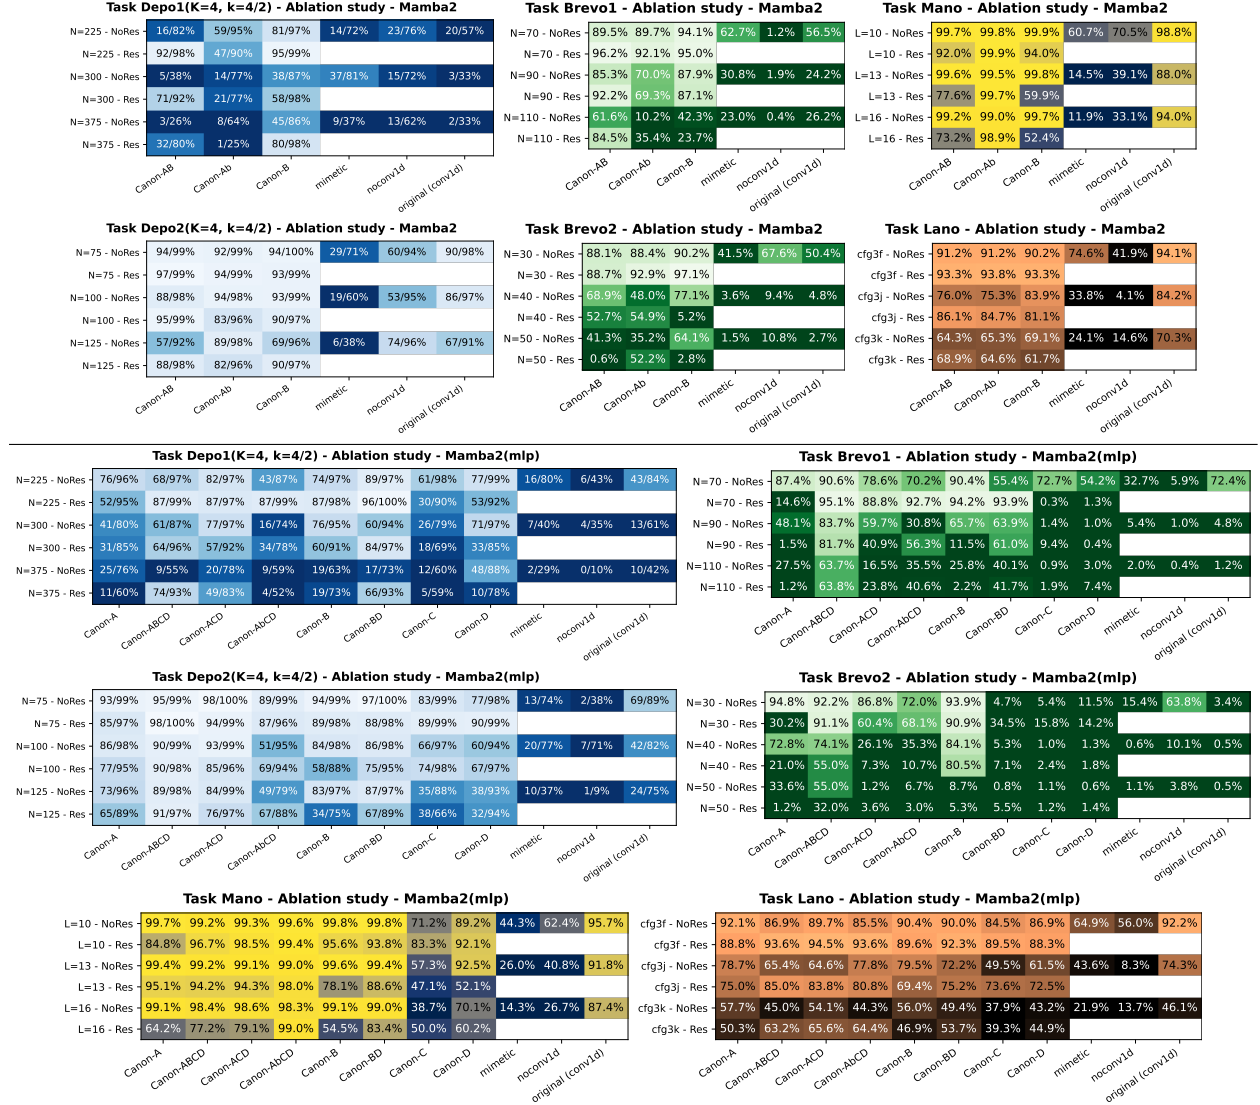 Task Depo1(K=4, k=4/2) - Ablation study - Mamba2
N=225 - NoRes 16/82% 59/95% 81/97% 14/72% 23/76% 20/57%
N=225 - Res 92/98% 47/90% 95/99%
N=300 - NoRes 5/38% 14/77% 38/87% 37/81% 15/72% 3/33%
N=300 - Res 71/92% 21/77% 58/98%
N=375 - NoRes 3/26% 8/64% 45/86% 9/37% 13/62% 2/33%
N=375 - Res 32/80% 1/25% 80/98%
Canon-AB Canon-Ab Canon-B mimetic noconv1d original (conv1d)
Task Brevo1 - Ablation study - Mamba2
N=70 - NoRes 89.5% 89.7% 94.1% 62.7% 1.2% 56.5%
N=70 - Res 96.2% 92.1% 95.0%
N=90 - NoRes 85.3% 70.0% 87.9% 30.8% 1.9% 24.2%
N=90 - Res 92.2% 69.3% 87.1%
N=110 - NoRes 61.6% 10.2% 42.3% 23.0% 0.4% 26.2%
N=110 - Res 84.5% 35.4% 23.7%
Canon-AB Canon-Ab Canon-B mimetic noconv1d original (conv1d)
Task Mano - Ablation study - Mamba2
L=10 - NoRes 99.7% 99.8% 99.9% 60.7% 70.5% 98.8%
L=10 - Res 92.0% 99.9% 94.0%
L=13 - NoRes 99.6% 99.5% 99.8% 14.5% 39.1% 88.0%
L=13 - Res 77.6% 99.7% 59.9%
L=16 - NoRes 99.2% 99.0% 99.7% 11.9% 33.1% 94.0%
L=16 - Res 73.2% 98.9% 52.4%
Canon-AB Canon-Ab Canon-B mimetic noconv1d original (conv1d)
Task Depo2(K=4, k=4/2) - Ablation study - Mamba2
N=75 - NoRes 94/99% 92/99% 94/100% 29/71% 60/94% 90/98%
N=75 - Res 97/99% 94/99% 93/99%
N=100 - NoRes 88/98% 94/98% 93/99% 19/60% 53/95% 86/97%
N=100 - Res 95/99% 83/96% 90/97%
N=125 - NoRes 57/92% 89/98% 69/96% 6/38% 74/96% 67/91%
N=125 - Res 88/98% 82/96% 90/97%
Canon-AB Canon-Ab Canon-B mimetic noconv1d original (conv1d)
Task Brevo2 - Ablation study - Mamba2
N=30 - NoRes 88.1% 88.4% 90.2% 41.5% 67.6% 50.4%
N=30 - Res 88.7% 92.9% 97.1%
N=40 - NoRes 68.9% 48.0% 77.1% 3.6% 9.4% 4.8%
N=40 - Res 52.7% 54.9% 5.2%
N=50 - NoRes 41.3% 35.2% 64.1% 1.5% 10.8% 2.7%
N=50 - Res 0.6% 52.2% 2.8%
Canon-AB Canon-Ab Canon-B mimetic noconv1d original (conv1d)
Task Lano - Ablation study - Mamba2
cfg3f - NoRes 91.2% 91.2% 90.2% 74.6% 41.9% 94.1%
cfg3f - Res 93.3% 93.8% 93.3%
cfg3j - NoRes 76.0% 75.3% 83.9% 33.8% 4.1% 84.2%
cfg3j - Res 86.1% 84.7% 81.1%
cfg3k - NoRes 64.3% 65.3% 69.1% 24.1% 14.6% 70.3%
cfg3k - Res 68.9% 64.6% 61.7%
Canon-AB Canon-Ab Canon-B mimetic noconv1d original (conv1d)
Task Depo1(K=4, k=4/2) - Ablation study - Mamba2(mlp)
N=225 - NoRes 76/96% 68/97% 82/97% 43/87% 74/97% 89/97% 61/98% 77/99% 16/80% 6/43% 43/84%
N=225 - Res 52/95% 87/99% 87/97% 87/99% 87/98% 96/100% 30/90% 53/92%
N=300 - NoRes 41/80% 61/87% 77/97% 16/74% 76/95% 60/94% 26/79% 71/97% 7/40% 4/35% 13/61%
N=300 - Res 31/85% 64/96% 57/92% 34/78% 60/91% 84/97% 18/69% 33/85%
N=375 - NoRes 25/76% 9/55% 20/78% 9/59% 19/63% 17/73% 12/60% 48/88% 2/29% 0/10% 10/42%
N=375 - Res 11/60% 74/93% 49/83% 4/52% 19/73% 66/93% 5/59% 10/78%
Canon-A Canon-ABCD Canon-ACD Canon-AbCD Canon-B Canon-BD Canon-C Canon-D mimetic noconv1d original (conv1d)
Task Brevo1 - Ablation study - Mamba2(mlp)
N=70 - NoRes 87.4% 90.6% 78.6% 70.2% 90.4% 55.4% 72.7% 54.2% 32.7% 5.9% 72.4%
N=70 - Res 14.6% 95.1% 88.8% 92.7% 94.2% 93.9% 0.3% 1.3%
N=90 - NoRes 48.1% 83.7% 59.7% 30.8% 65.7% 63.9% 1.4% 1.0% 5.4% 1.0% 4.8%
N=90 - Res 1.5% 81.7% 40.9% 56.3% 11.5% 61.0% 9.4% 0.4%
N=110 - NoRes 27.5% 63.7% 16.5% 35.5% 25.8% 40.1% 0.9% 3.0% 2.0% 0.4% 1.2%
N=110 - Res 1.2% 63.8% 23.8% 40.6% 2.2% 41.7% 1.9% 7.4%
Canon-A Canon-ABCD Canon-ACD Canon-AbCD Canon-B Canon-BD Canon-C Canon-D mimetic noconv1d original (conv1d)
Task Depo2(K=4, k=4/2) - Ablation study - Mamba2(mlp)
N=75 - NoRes 93/99% 95/99% 98/100% 89/99% 94/99% 97/100% 83/99% 77/98% 13/74% 2/38% 69/89%
N=75 - Res 85/97% 98/100% 94/99% 87/96% 89/98% 88/98% 89/99% 90/99%
N=100 - NoRes 86/98% 90/99% 93/99% 51/95% 84/98% 86/98% 66/97% 60/94% 20/77% 7/71% 42/82%
N=100 - Res 77/95% 90/98% 85/96% 69/94% 58/88% 75/95% 74/98% 67/97%
N=125 - NoRes 73/96% 89/98% 84/99% 49/79% 83/97% 87/97% 35/88% 38/93% 10/37% 1/9% 24/75%
N=125 - Res 65/89% 91/97% 76/97% 67/88% 34/75% 67/89% 38/66% 32/94%
Canon-A Canon-ABCD Canon-ACD Canon-AbCD Canon-B Canon-BD Canon-C Canon-D mimetic noconv1d original (conv1d)
Task Brevo2 - Ablation study - Mamba2(mlp)
N=30 - NoRes 94.8% 92.2% 86.8% 72.0% 93.9% 4.7% 5.4% 11.5% 15.4% 63.8% 3.4%
N=30 - Res 30.2% 91.1% 60.4% 68.1% 90.9% 34.5% 15.8% 14.2%
N=40 - NoRes 72.8% 74.1% 26.1% 35.3% 84.1% 5.3% 1.0% 1.3% 0.6% 10.1% 0.5%
N=40 - Res 21.0% 55.0% 7.3% 10.7% 80.5% 7.1% 2.4% 1.8%
N=50 - NoRes 33.6% 55.0% 1.2% 6.7% 8.7% 0.8% 1.1% 0.6% 1.1% 3.8% 0.5%
N=50 - Res 1.2% 32.0% 3.6% 3.0% 5.3% 5.5% 1.2% 1.4%
Canon-A Canon-ABCD Canon-ACD Canon-AbCD Canon-B Canon-BD Canon-C Canon-D mimetic noconv1d original (conv1d)
Task Mano - Ablation study - Mamba2(mlp)
L=10 - NoRes 99.7% 99.2% 99.3% 99.6% 99.8% 99.8% 71.2% 89.2% 44.3% 62.4% 95.7%
L=10 - Res 84.8% 96.7% 98.5% 99.4% 95.6% 93.8% 83.3% 92.1%
L=13 - NoRes 99.4% 99.2% 99.1% 99.0% 99.6% 99.4% 57.3% 92.5% 26.0% 40.8% 91.8%
L=13 - Res 95.1% 94.2% 94.3% 98.0% 78.1% 88.6% 47.1% 52.1%
L=16 - NoRes 99.1% 98.4% 98.6% 98.3% 99.1% 99.0% 38.7% 70.1% 14.3% 26.7% 87.4%
L=16 - Res 64.2% 77.2% 79.1% 99.0% 54.5% 83.4% 50.0% 60.2%
Canon-A Canon-ABCD Canon-ACD Canon-AbCD Canon-B Canon-BD Canon-C Canon-D mimetic noconv1d original (conv1d)
Task Lano - Ablation study - Mamba2(mlp)
cfg3f - NoRes 92.1% 86.9% 89.7% 85.5% 90.4% 90.0% 84.5% 86.9% 64.9% 56.0% 92.2%
cfg3f - Res 88.8% 93.6% 94.5% 93.6% 89.6% 92.3% 89.5% 88.3%
cfg3j - NoRes 78.7% 65.4% 64.6% 77.8% 79.5% 72.2% 49.5% 61.5% 43.6% 8.3% 74.3%
cfg3j - Res 75.0% 85.0% 83.8% 80.8% 69.4% 75.2% 73.6% 72.5%
cfg3k - NoRes 57.7% 45.0% 54.1% 44.3% 56.0% 49.4% 37.9% 43.2% 21.9% 13.7% 46.1%
cfg3k - Res 50.3% 63.2% 65.6% 64.4% 46.9% 53.7% 39.3% 44.9%
Canon-A Canon-ABCD Canon-ACD Canon-AbCD Canon-B Canon-BD Canon-C Canon-D mimetic noconv1d original (conv1d)